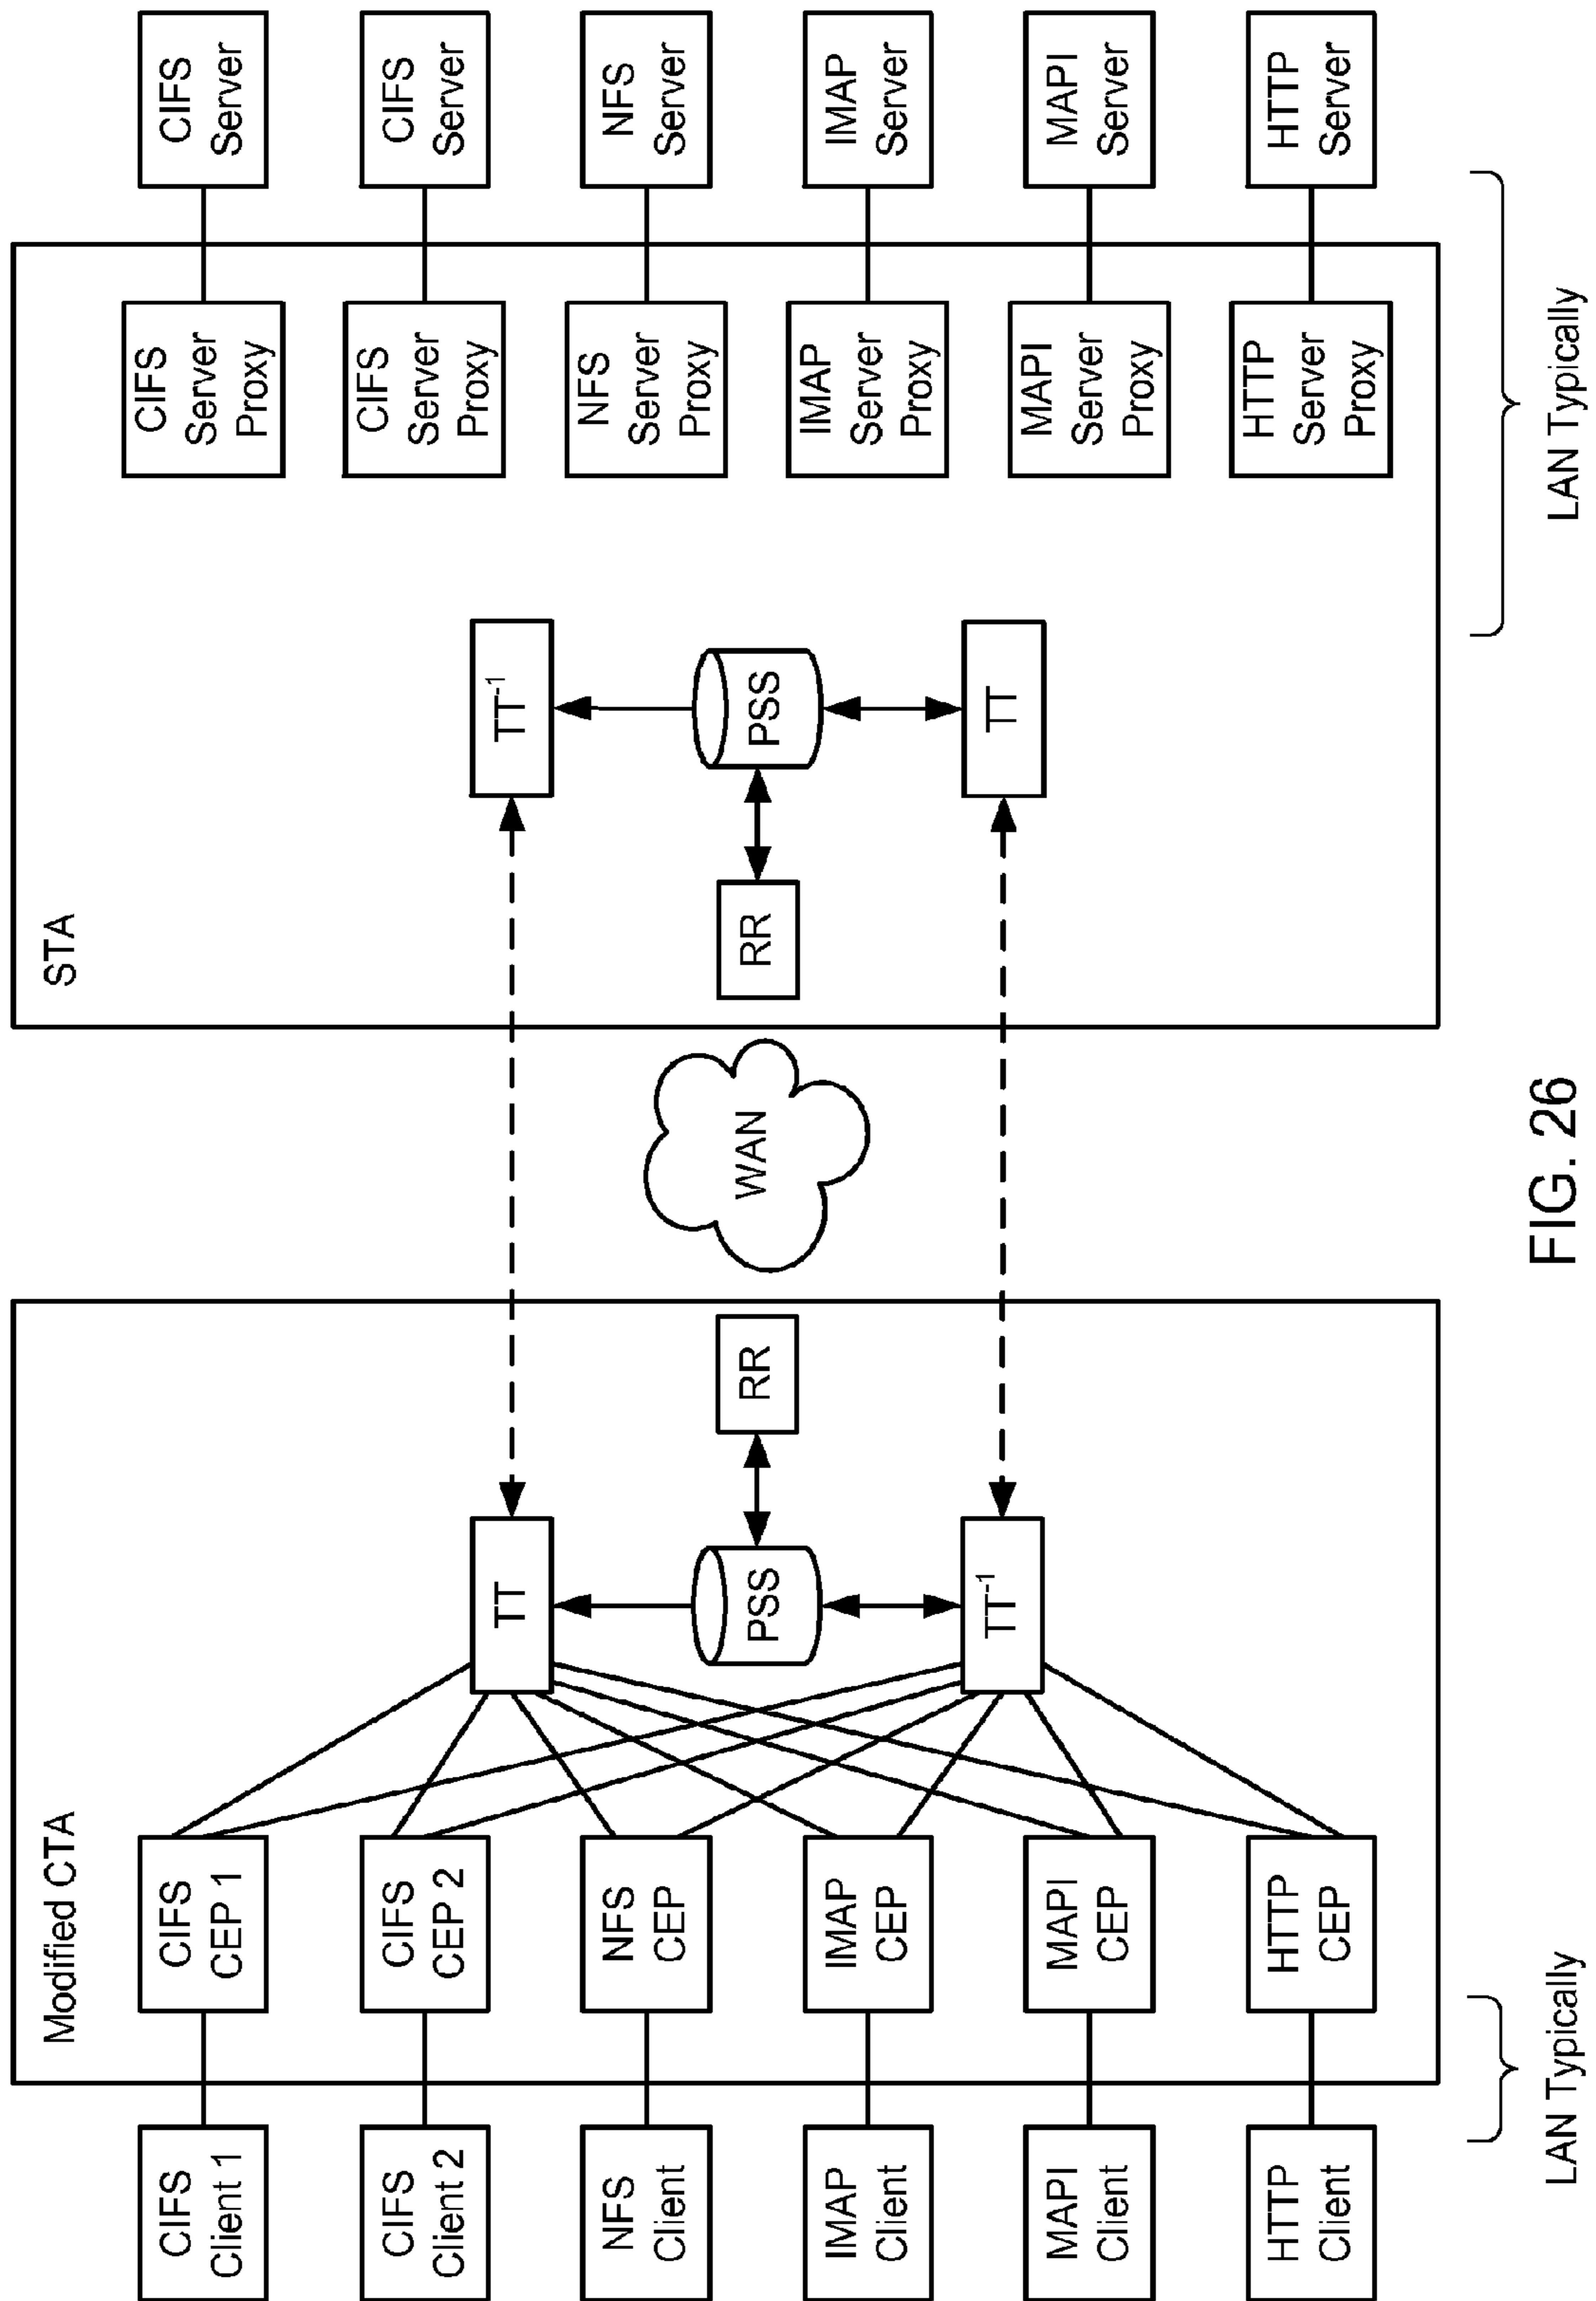 Modified CTA
STA
CIFS
Client 1
CIFS
CEP 1
CIFS
Server
Proxy
CIFS
Server
CIFS
Client 2
CIFS
CEP 2
TT
TT-1
CIFS
Server
Proxy
CIFS
Server
NFS
Client
NFS
CEP
NFS
Server
Proxy
NFS
Server
PSS
RR
WAN
RR
PSS
IMAP
Client
IMAP
CEP
IMAP
Server
Proxy
IMAP
Server
TT-1
TT
MAPI
Client
MAPI
CEP
MAPI
Server
Proxy
MAPI
Server
HTTP
Client
HTTP
CEP
HTTP
Server
Proxy
HTTP
Server
LAN Typically
LAN Typically
FIG. 26